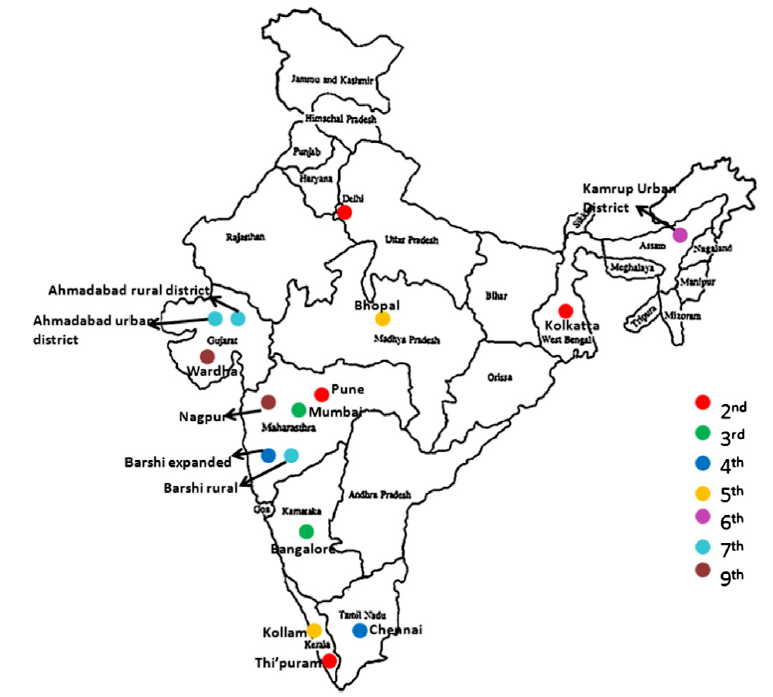 Jammu and Kashmir
Himachal Pradesh
Punjab
Haryana
Delhi
Kamrup Urban
District
Sikkim
Rajasthan
Uttar Pradesh
Assam
Nagaland
Meghalaya
Manipur
Ahmadabad rural district
Bihar
Bhopal
Tripura
Mizoram
Ahmadabad urban
district
Gujarat
Madhya Pradesh
Kolkatta
West Bengal
Wardha
Orissa
Pune
Nagpur
Mumbai
Maharasthra
Barshi expanded
Barshi rural
Andhra Pradesh
Goa
Karnataka
Bangalore
Tamil Nadu
Kollam
Chennai
Kerala
Thi'puram
2nd
3rd
4th
5th
6th
7th
9th